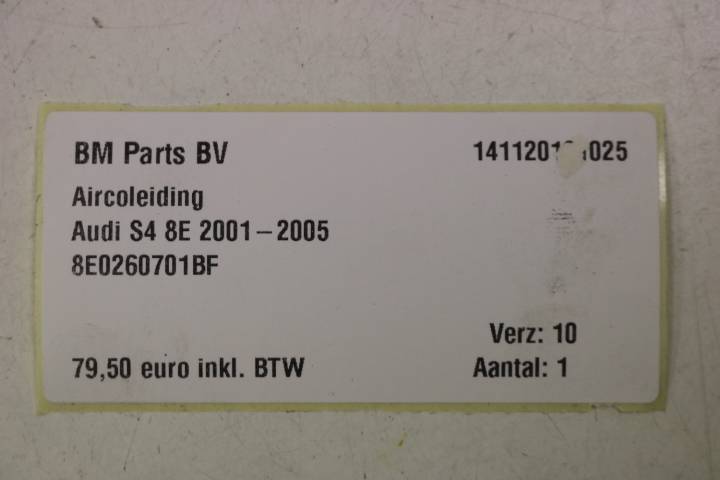 BM Parts BV
Aircoleiding
Audi S4 8E 2001-2005
8E0260701BF
Verz: 10
79,50 euro inkl. BTW Aantal: 1